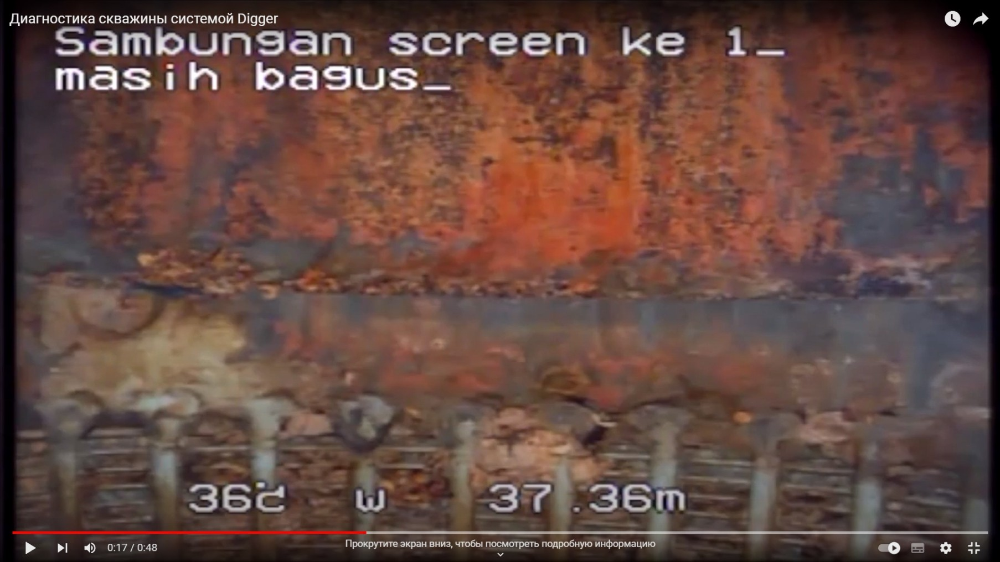 Диагностика скважины системой Digger
Sambungan screen ke 1_
masih bagus_
36℃ w 37.36m
0:17 / 0:48
Прокрутите экран вниз, чтобы посмотреть подробную информацию